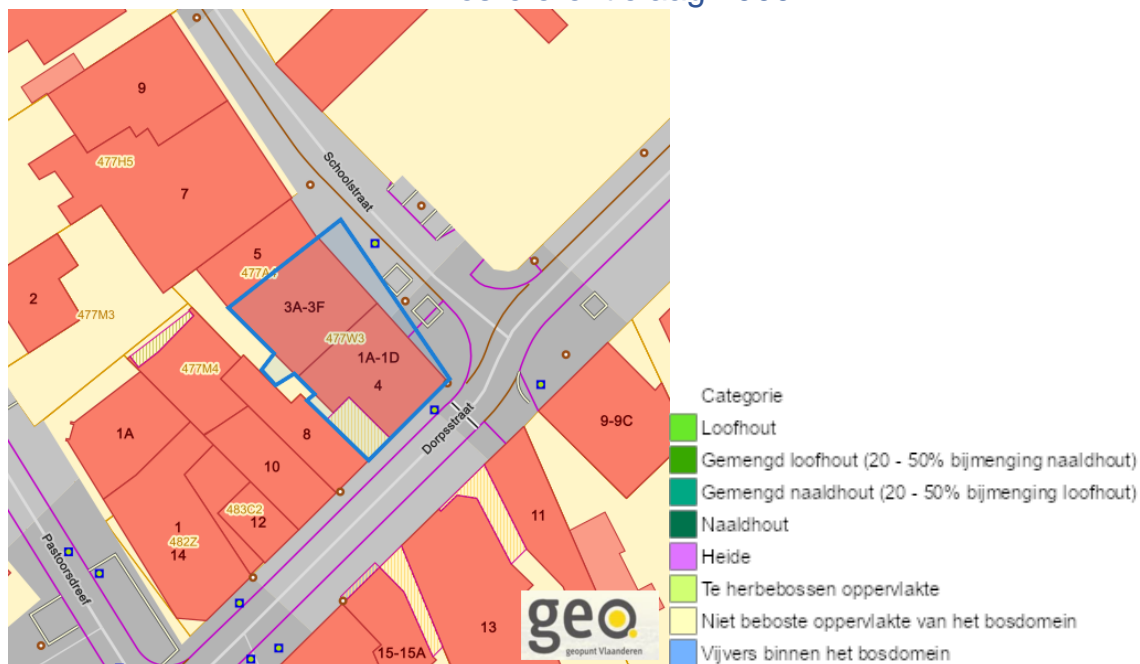 9
477H5
7
Schoolstraat
5
477A4
2
477M3
3A-3F
477W3
1A-1D
4
477M4
1A
8
10
483C2
12
1
482Z
14
Dorpsstraat
9-9C
11
13
15-15A
Pastoorsdreef
geo
geopunt Vlaanderen
Categorie
Loofhout
Gemengd loofhout (20 - 50% bijmenging naaldhout)
Gemengd naaldhout (20 - 50% bijmenging loofhout)
Naaldhout
Heide
Te herbebossen oppervlakte
Niet beboste oppervlakte van het bosdomein
Vijvers binnen het bosdomein